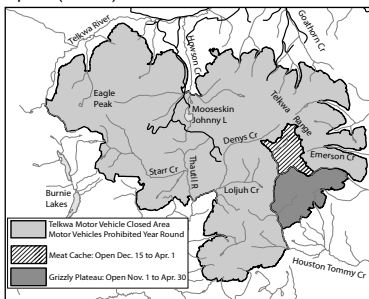 Telkwa River
Howson Cr
Goathorn Cr
Eagle
Peak
Mooseskin
Johnny L
Telkwa Range
Denys Cr
Emerson Cr
Starr Cr
Thautil R
Loljuh Cr
Burnie
Lakes
Telkwa Motor Vehicle Closed Area
Motor Vehicles Prohibited Year Round
Meat Cache: Open Dec. 15 to Apr. 1
Grizzly Plateau: Open Nov. 1 to Apr. 30
Houston Tommy Cr